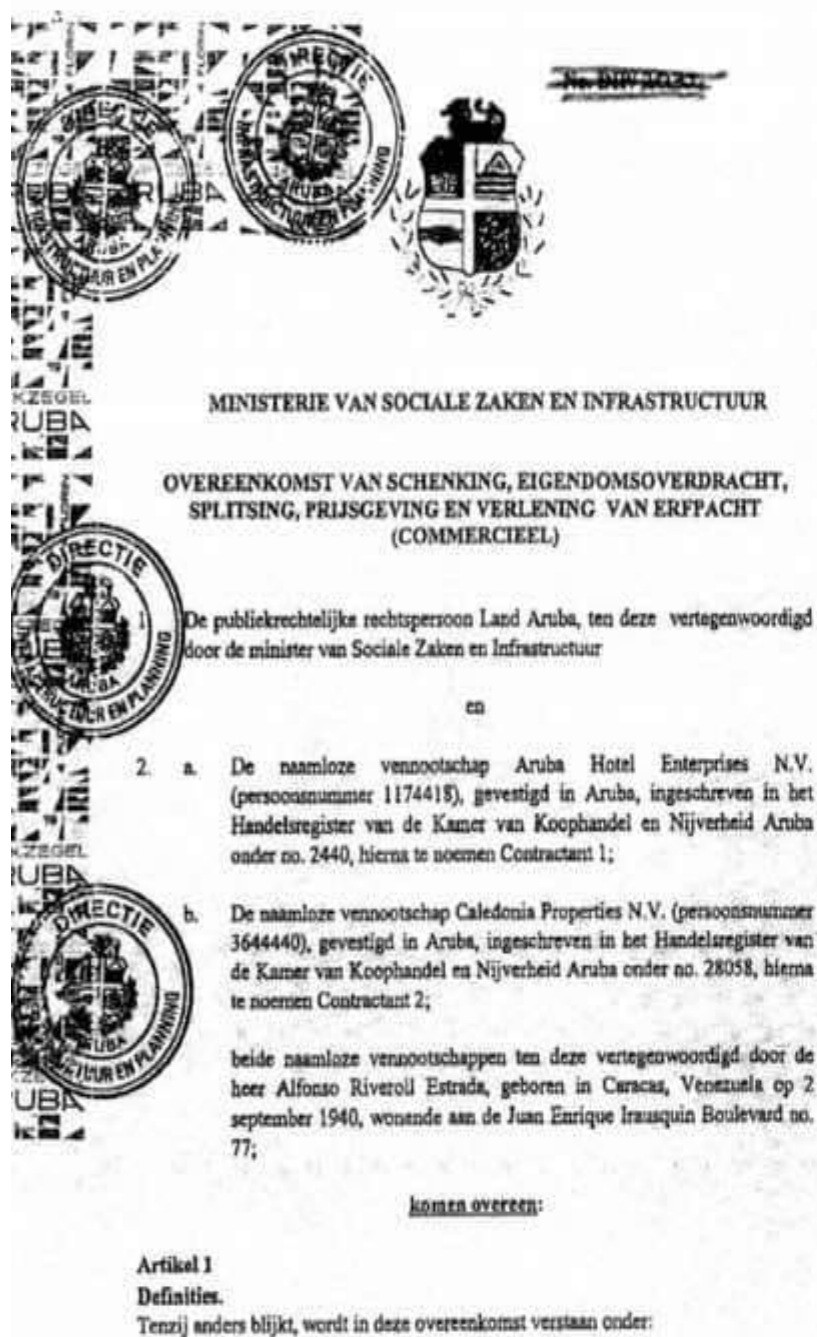 DIRECTIE
INFRASTRUCTUUR EN PLANNING
ARUBA
MINISTERIE VAN SOCIALE ZAKEN EN INFRASTRUCTUUR
OVEREENKOMST VAN SCHENKING, EIGENDOMSOVERDRACHT,
SPLITSING, PRIJSGEVING EN VERLENING VAN ERFPACHT
(COMMERCIEEL)
1. De publiekrechtelijke rechtspersoon Land Aruba, ten deze vertegenwoordigd
door de minister van Sociale Zaken en Infrastructuur
en
2. a. De naamloze vennootschap Aruba Hotel Enterprises N.V.
(persoonsnummer 1174418), gevestigd in Aruba, ingeschreven in het
Handelsregister van de Kamer van Koophandel en Nijverheid Aruba
onder no. 2440, hierna te noemen Contractant 1;
b. De naamloze vennootschap Caledonia Properties N.V. (persoonsnummer
3644440), gevestigd in Aruba, ingeschreven in het Handelsregister van
de Kamer van Koophandel en Nijverheid Aruba onder no. 28058, hierna
te noemen Contractant 2;
beide naamloze vennootschappen ten deze vertegenwoordigd door de
heer Alfonso Riveroll Estrada, geboren in Caracas, Venezuela op 2
september 1940, wonende aan de Juan Enrique Irausquin Boulevard no.
77;
komen overeen:
Artikel 1
Definities.
Tenzij anders blijkt, wordt in deze overeenkomst verstaan onder: